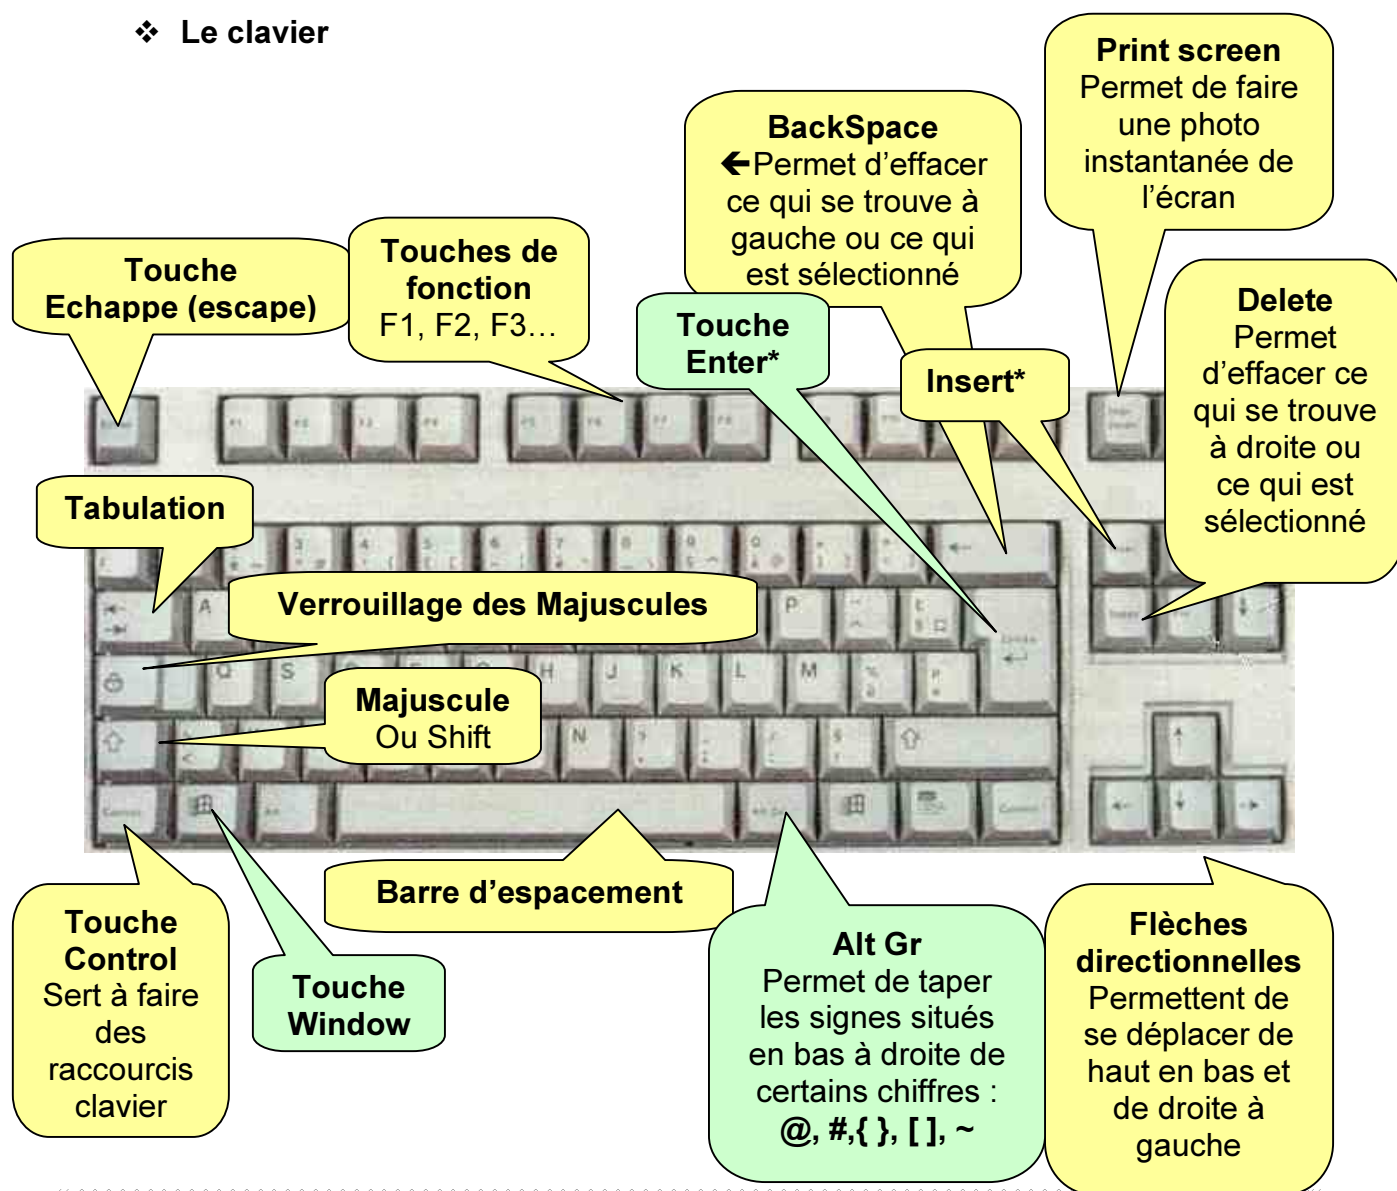 ❖ Le clavier
Print screen
Permet de faire
une photo
instantanée de
l'écran
BackSpace
←Permet d'effacer
ce qui se trouve à
gauche ou ce qui
est sélectionné
Touche
Echappe (escape)
Touches de
fonction
F1, F2, F3…
Touche
Enter*
Insert*
Delete
Permet
d'effacer ce
qui se trouve
à droite ou
ce qui est
sélectionné
Tabulation
Verrouillage des Majuscules
Majuscule
Ou Shift
A
P
Q
S
H
J
K
L
M
N
Barre d'espacement
Touche
Control
Sert à faire
des
raccourcis
clavier
Touche
Window
Alt Gr
Permet de taper
les signes situés
en bas à droite de
certains chiffres :
@, #,{ }, [ ], ~
Flèches
directionnelles
Permettent de
se déplacer de
haut en bas et
de droite à
gauche